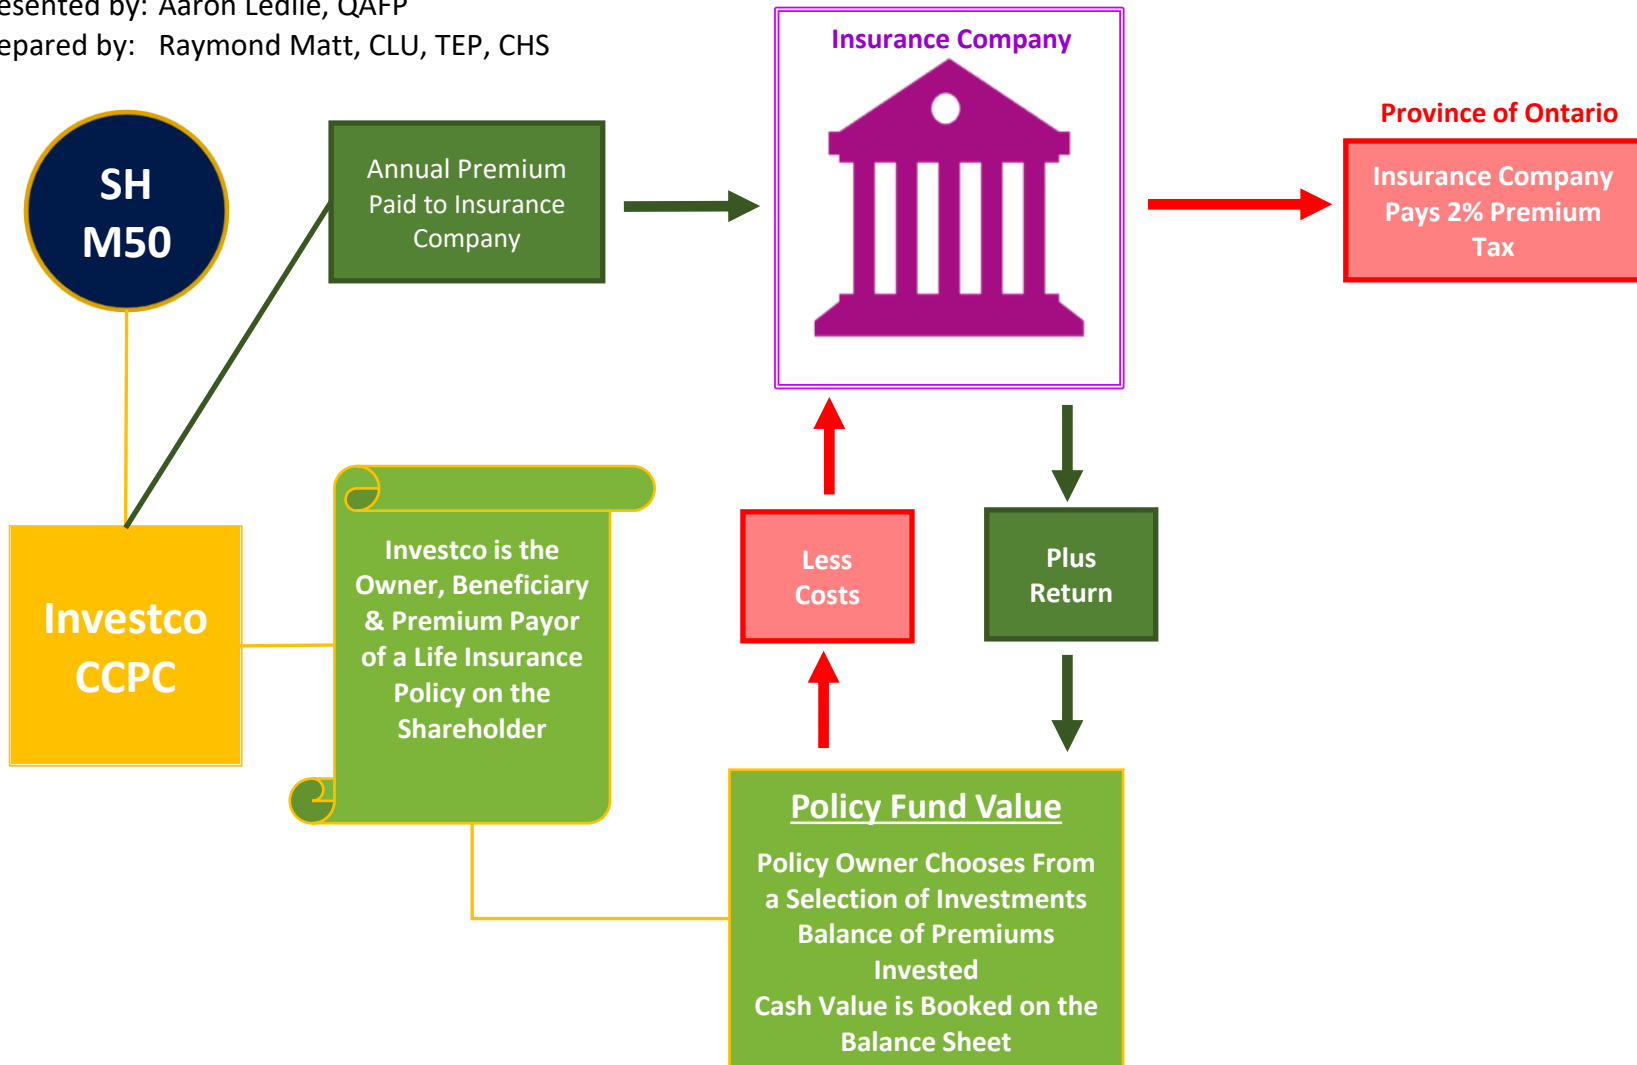 esented by: Aaron Ledlie, QAFP
epared by: Raymond Matt, CLU, TEP, CHS
Insurance Company
Province of Ontario
SH
M50
Annual Premium
Paid to Insurance
Company
Insurance Company
Pays 2% Premium
Tax
Investco is the
Owner, Beneficiary
& Premium Payor
of a Life Insurance
Policy on the
Shareholder
Less
Costs
Plus
Return
Investco
CCPC
Policy Fund Value
Policy Owner Chooses From
a Selection of Investments
Balance of Premiums
Invested
Cash Value is Booked on the
Balance Sheet